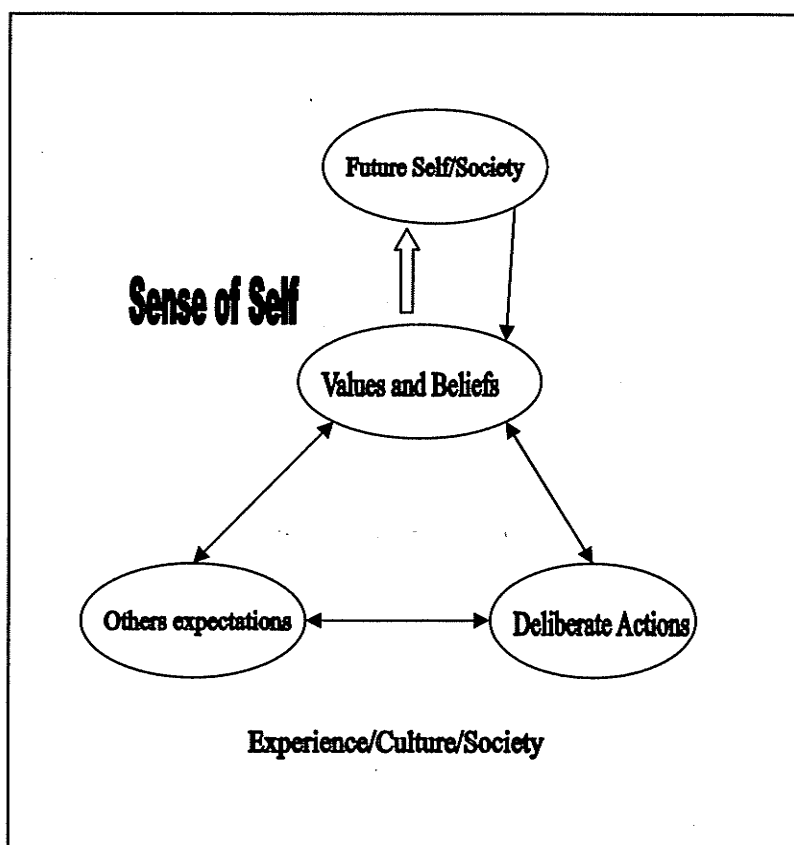 Future Self/Society
Sense of Self
Values and Beliefs
Others expectations
Deliberate Actions
Experience/Culture/Society